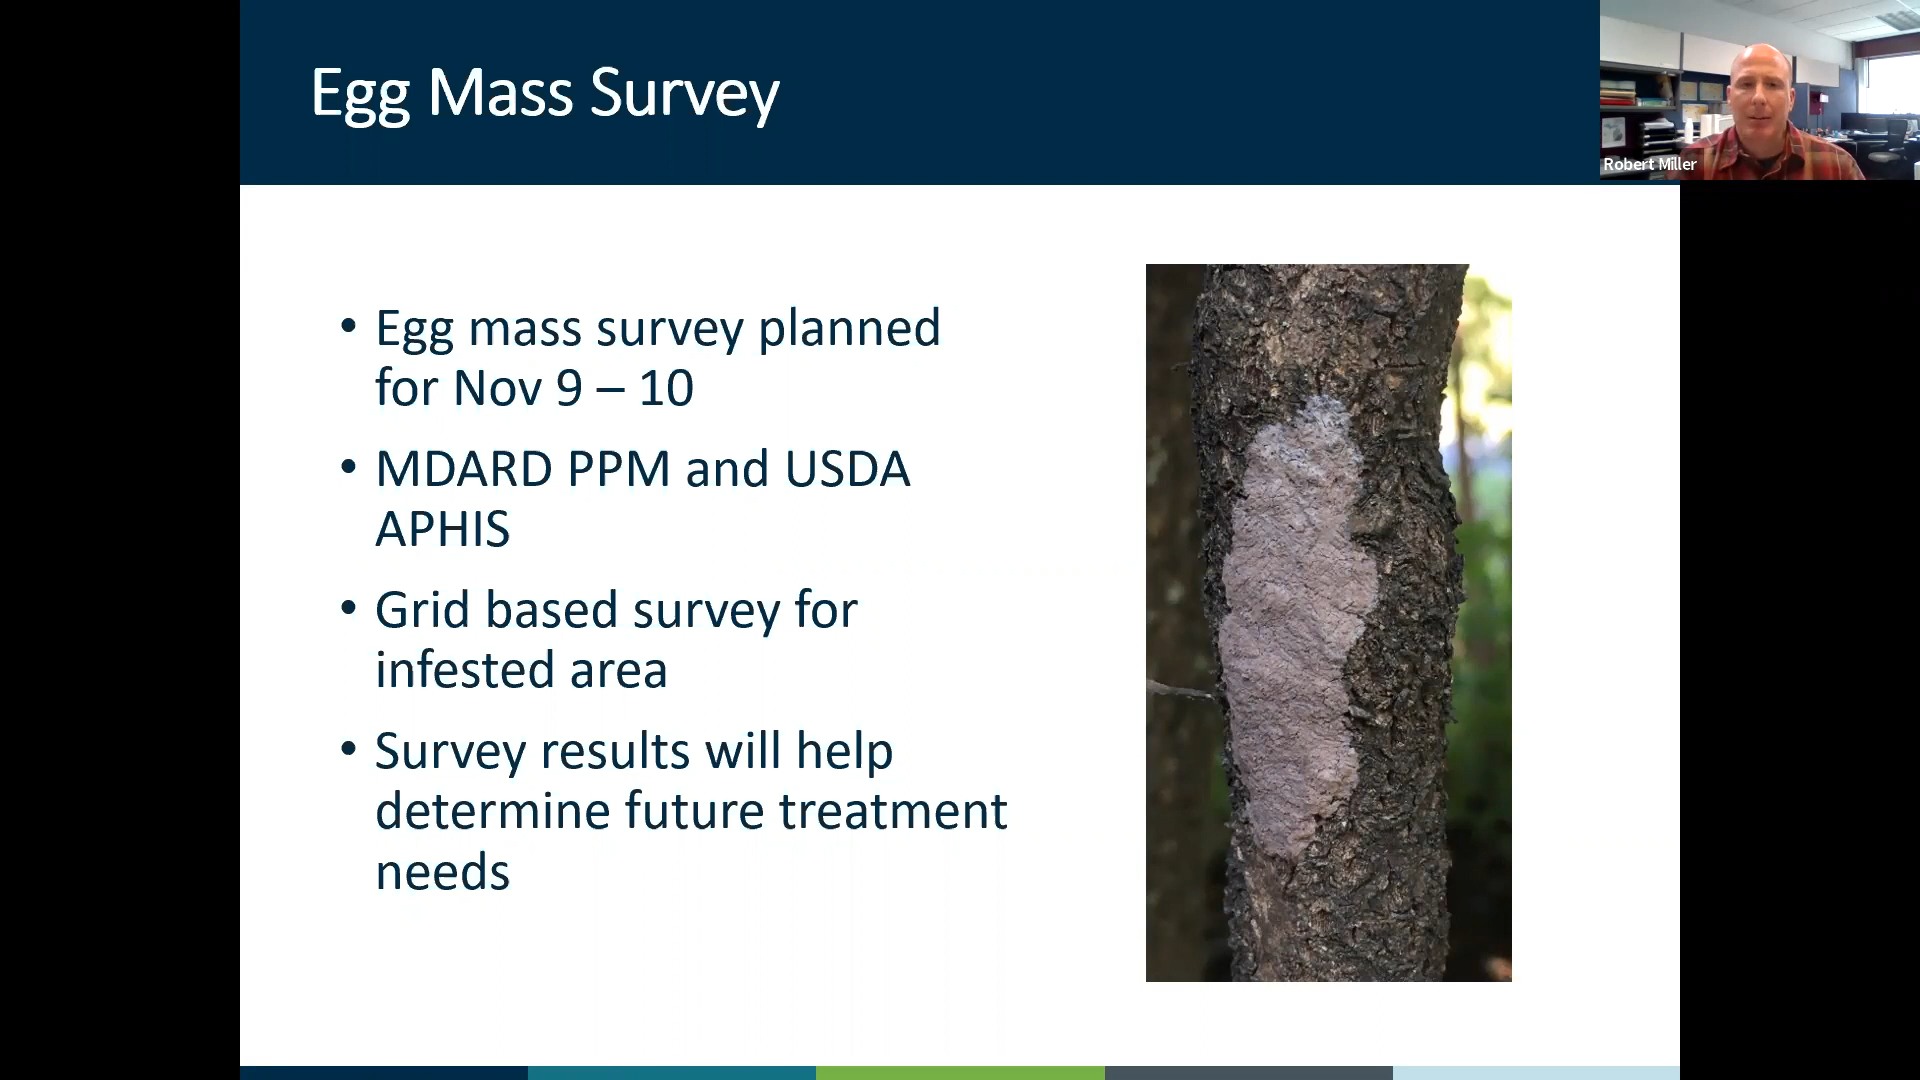 Egg Mass Survey
Robert Miller
• Egg mass survey planned
for Nov 9 – 10
• MDARD PPM and USDA
APHIS
• Grid based survey for
infested area
• Survey results will help
determine future treatment
needs